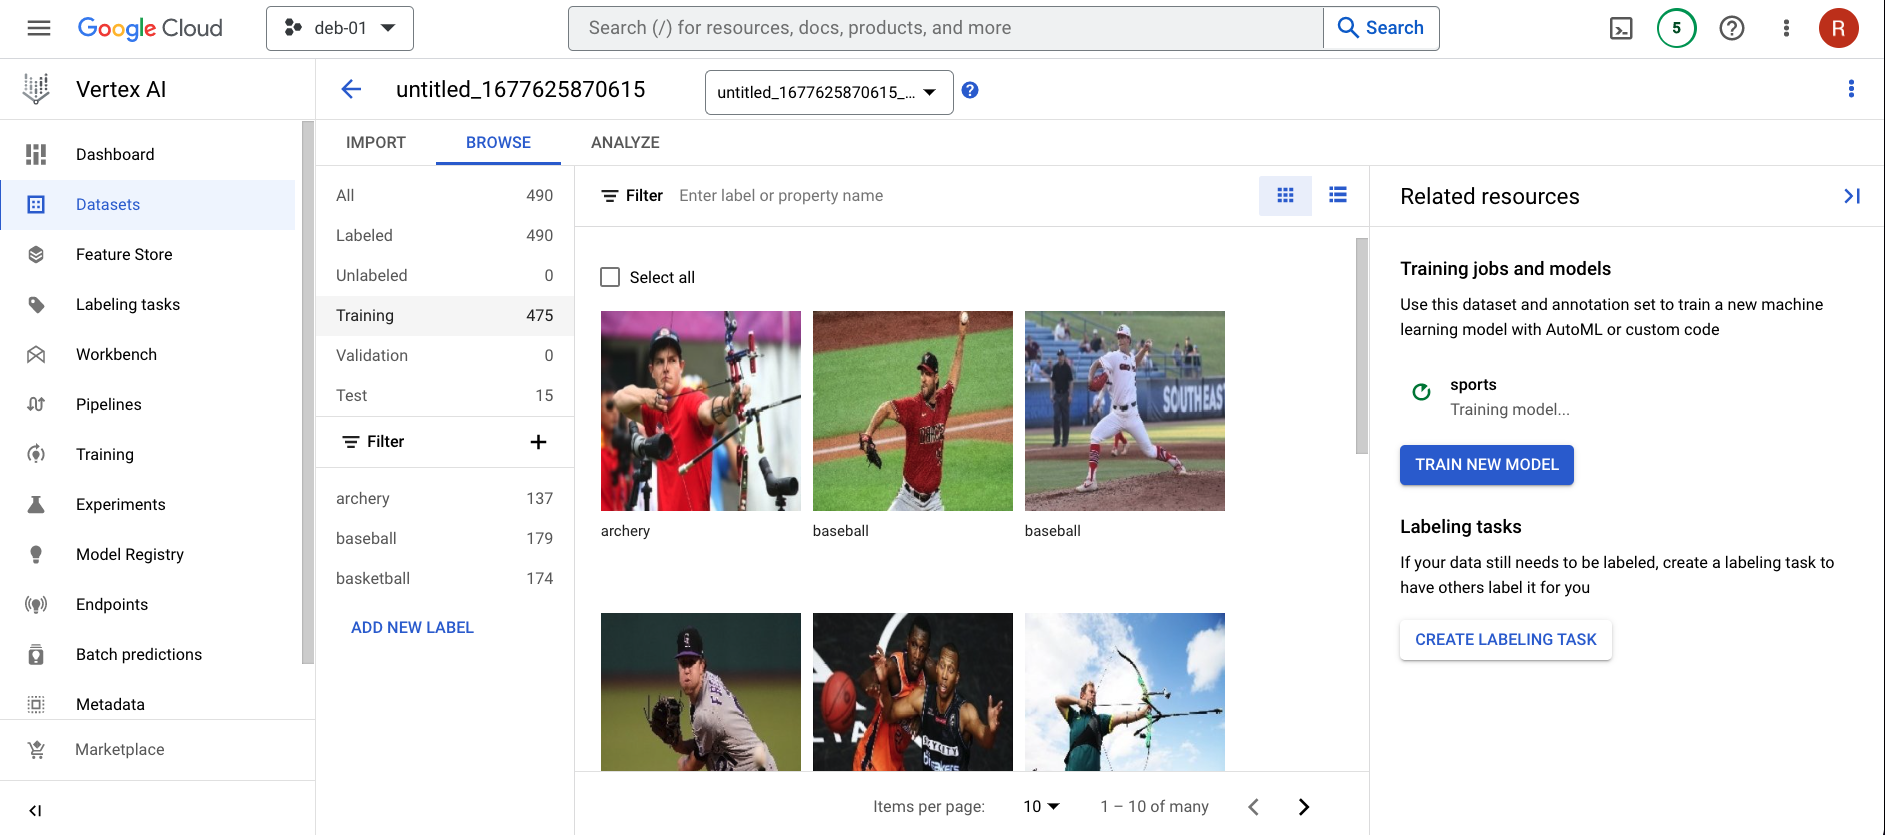 Google Cloud
deb-01
Search (/) for resources, docs, products, and more
Search
5
R
Vertex AI
untitled_1677625870615
untitled_1677625870615_...
IMPORT
BROWSE
ANALYZE
Dashboard
Datasets
Feature Store
Labeling tasks
Workbench
Pipelines
Training
Experiments
Model Registry
Endpoints
Batch predictions
Metadata
Marketplace
All 490
Labeled 490
Unlabeled 0
Training 475
Validation 0
Test 15
Filter
archery 137
baseball 179
basketball 174
ADD NEW LABEL
Filter Enter label or property name
Select all
SOUTHEAS
archery
baseball
baseball
Items per page: 10 1 – 10 of many
Related resources
Training jobs and models
Use this dataset and annotation set to train a new machine
learning model with AutoML or custom code
sports
Training model...
TRAIN NEW MODEL
Labeling tasks
If your data still needs to be labeled, create a labeling task to
have others label it for you
CREATE LABELING TASK